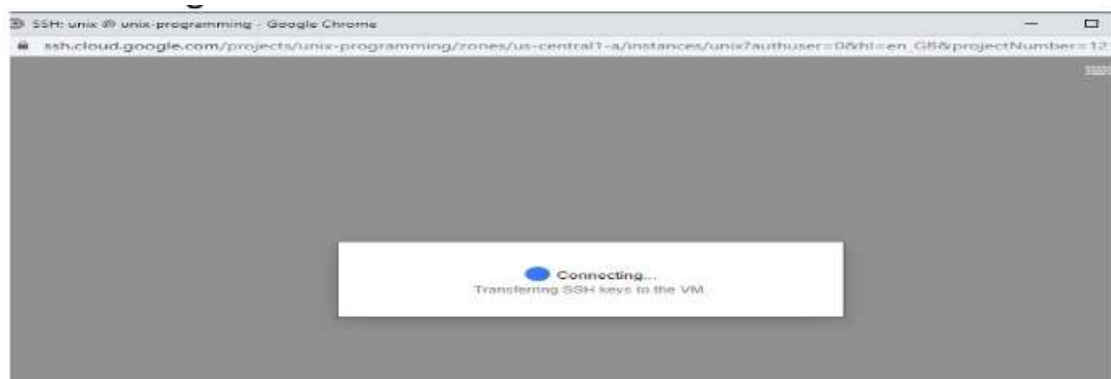 SSH: unix @ unix-programming - Google Chrome
ssh.cloud.google.com/projects/unix-programming/zones/us-central1-a/instances/unix?authuser=0&hl=en_GB&projectNumber=12
Connecting...
Transferring SSH keys to the VM.